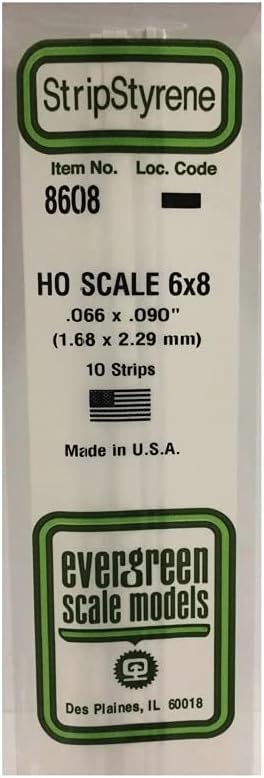 StripStyrene
Item No. Loc. Code
8608
HO SCALE 6x8
.066 x .090"
(1.68 x 2.29 mm)
10 Strips
Made in U.S.A.
evergreen
scale models
Des Plaines, IL 60018